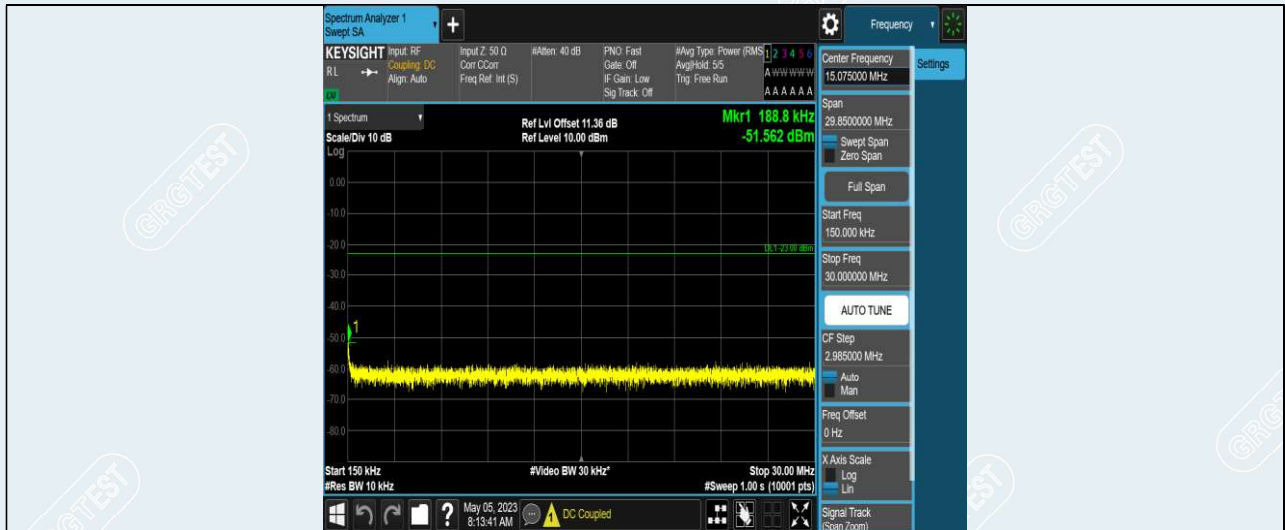 Spectrum Analyzer 1
Swept SA
+
Frequency
KEYSIGHT
RL
Input: RF
Coupling: DC
Align: Auto
Input Z: 50 Ω
Corr CCorr
Freq Ref: Int (S)
#Atten: 40 dB
PNO: Fast
Gate: Off
IF Gain: Low
Sig Track: Off
#Avg Type: Power (RMS
Avg|Hold: 5/5
Trig: Free Run
1 2 3 4 5 6
A W W W W W
A A A A A A
1 Spectrum
Scale/Div 10 dB
Log
Ref Lvl Offset 11.36 dB
Ref Level 10.00 dBm
Mkr1 188.8 kHz
-51.562 dBm
0.00
-10.0
-20.0
DL1 -23.00 dBm
-30.0
-40.0
1
-50.0
-60.0
-70.0
-80.0
Start 150 kHz
#Res BW 10 kHz
#Video BW 30 kHz*
Stop 30.00 MHz
#Sweep 1.00 s (10001 pts)
?
May 05, 2023
8:13:41 AM
DC Coupled
Center Frequency
15.075000 MHz
Settings
Span
29.8500000 MHz
Swept Span
Zero Span
Full Span
Start Freq
150.000 kHz
Stop Freq
30.000000 MHz
AUTO TUNE
CF Step
2.985000 MHz
Auto
Man
Freq Offset
0 Hz
X Axis Scale
Log
Lin
Signal Track
(Span Zoom)
GRGTEST
GRGTEST
GRGTEST
GRGTEST